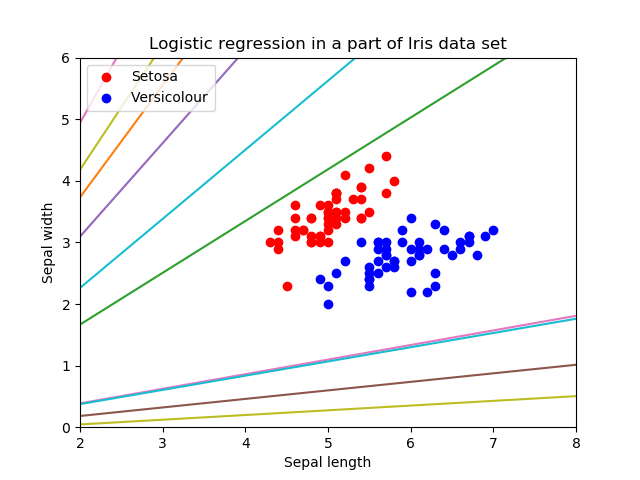 Logistic regression in a part of Iris data set
Setosa
Versicolour
6
5
4
3
2
1
0
Sepal width
2 3 4 5 6 7 8
Sepal length